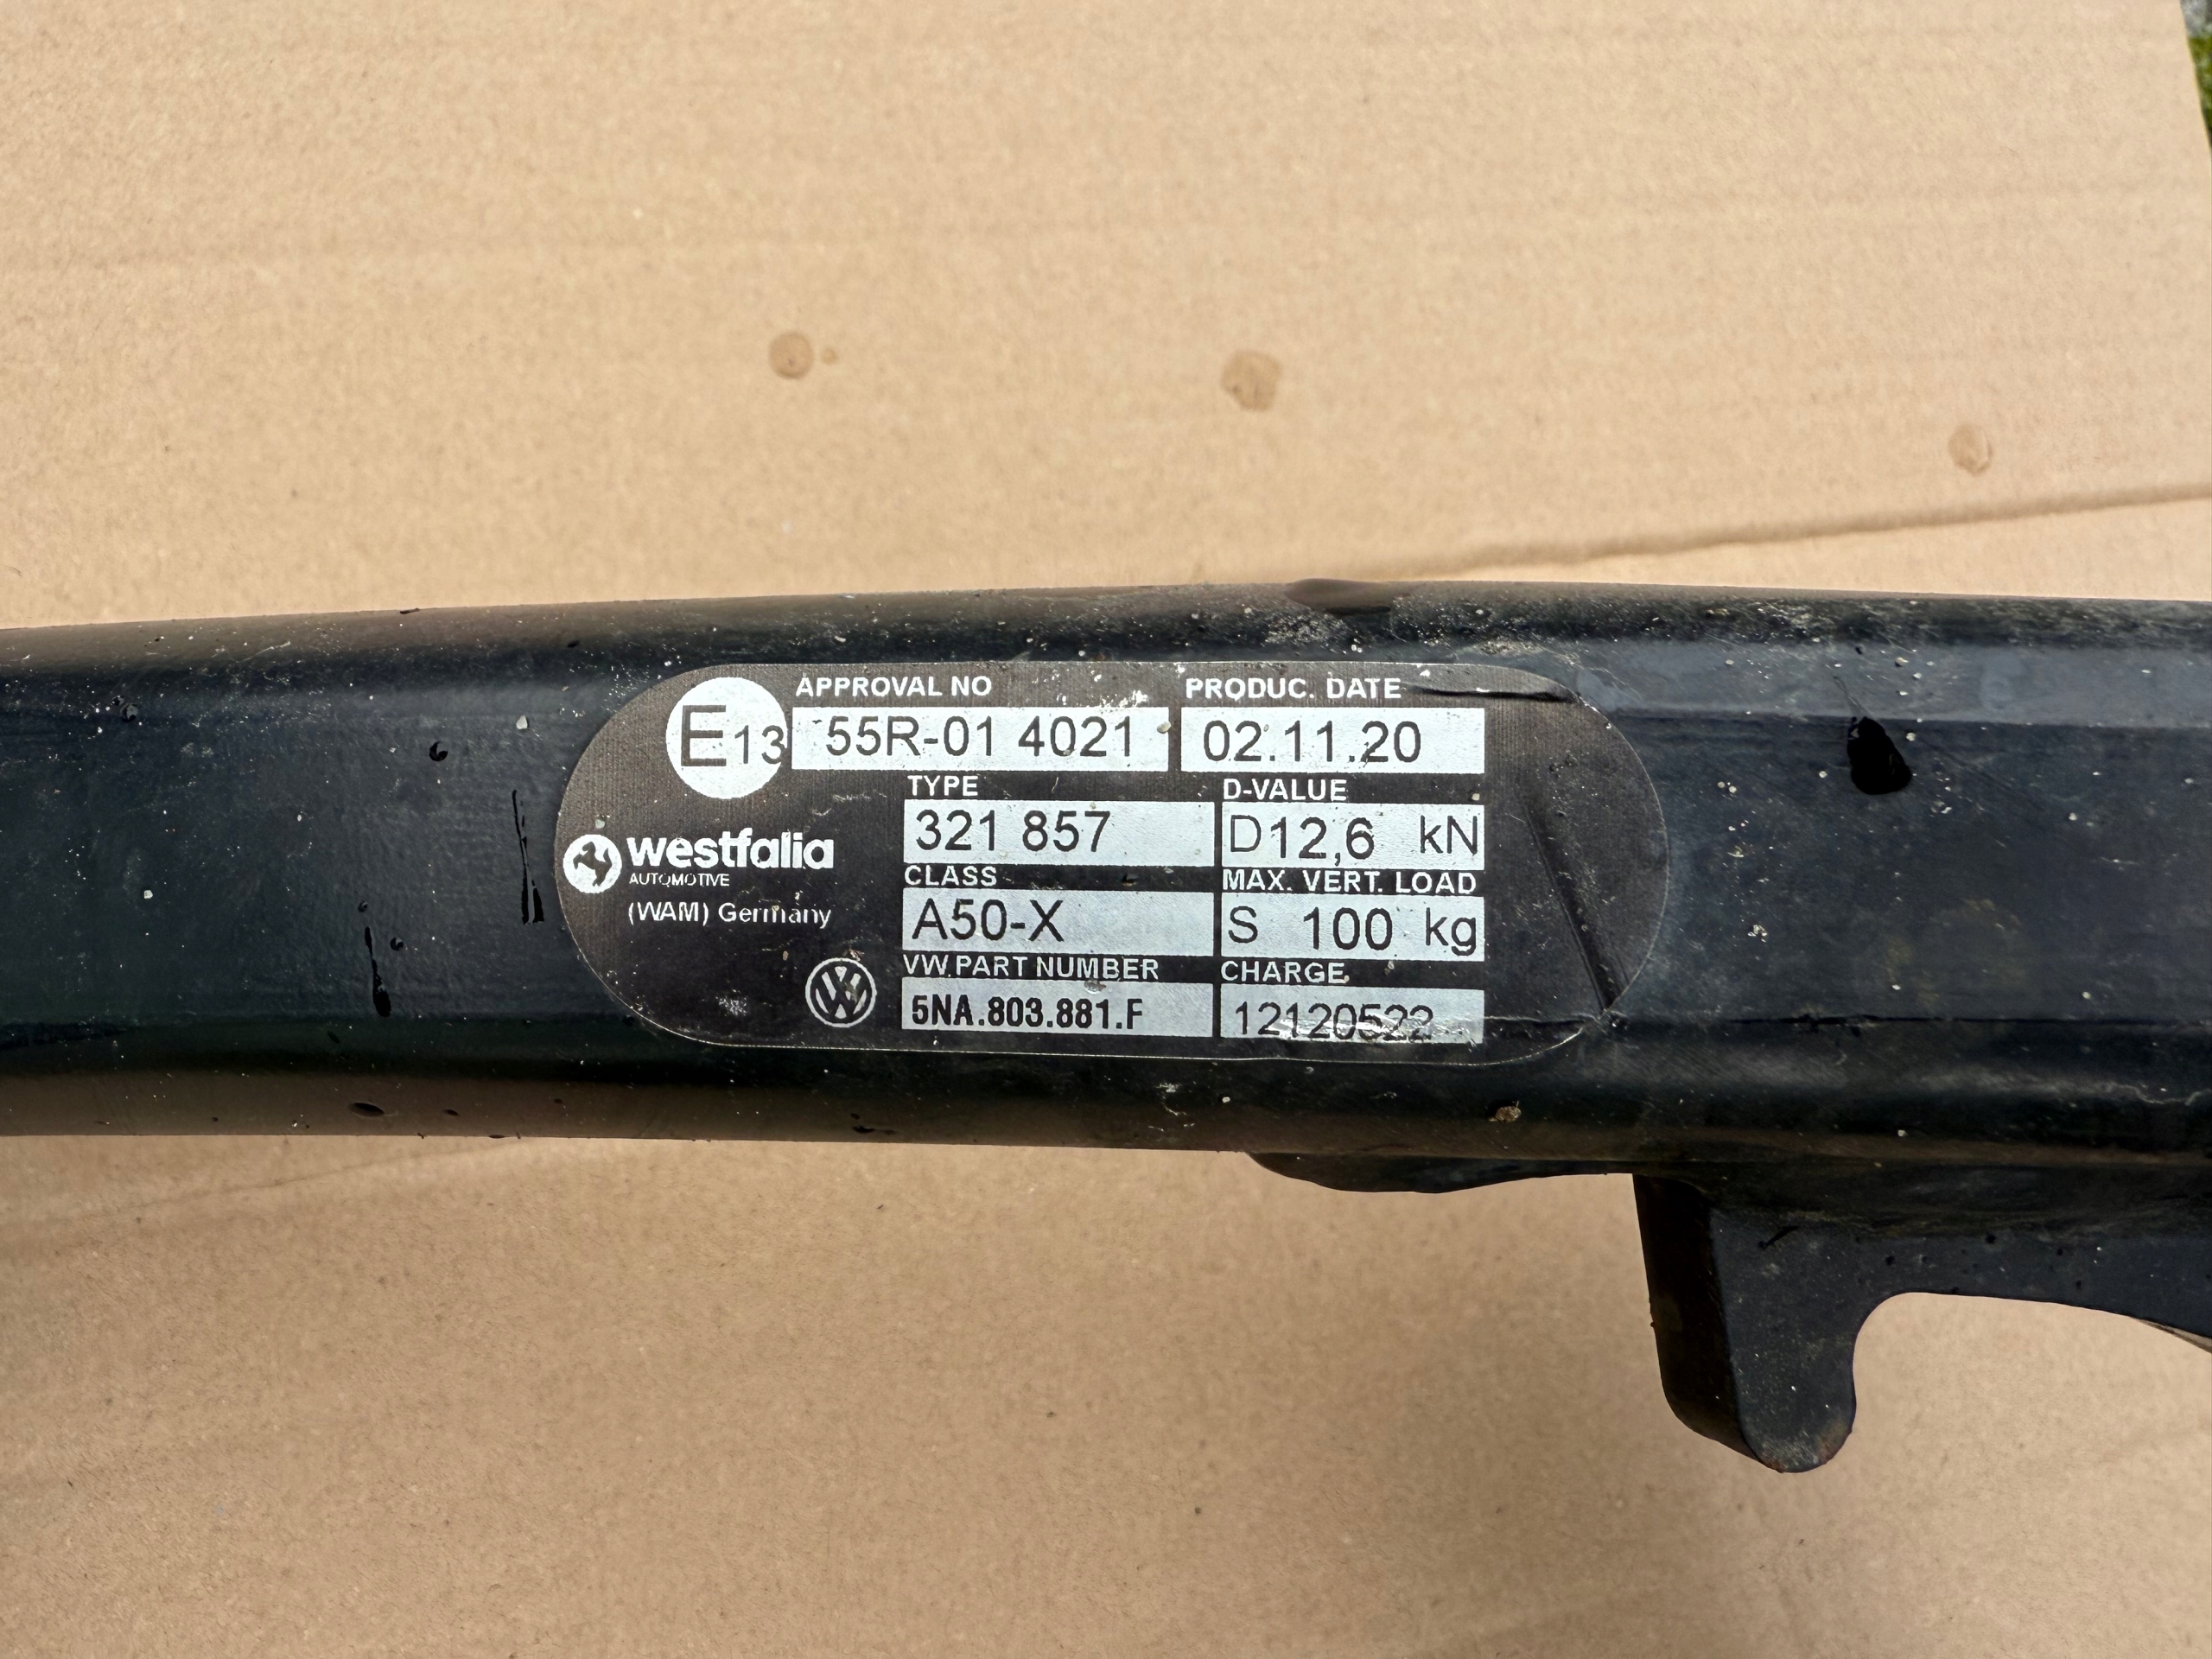 APPROVAL NO PRODUC. DATE
E13 55R-01 4021 02.11.20
TYPE D-VALUE
321 857 D12,6 kN
westfalia
AUTOMOTIVE
(WAM) Germany
CLASS MAX. VERT. LOAD
A50-X S 100 kg
VW.PART NUMBER CHARGE
5NA.803.881.F 12120522